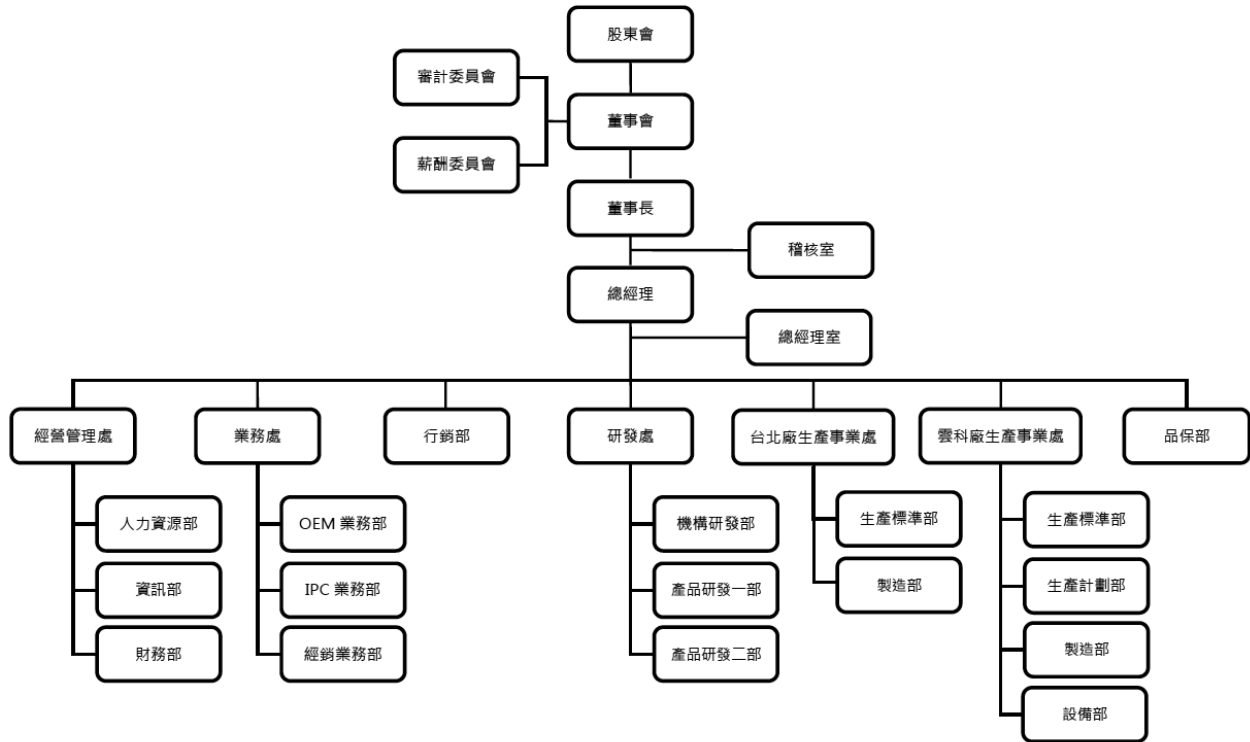 股東會
審計委員會
董事會
薪酬委員會
董事長
稽核室
總經理
總經理室
經營管理處
業務處
行銷部
研發處
台北廠生產事業處
雲科廠生產事業處
品保部
人力資源部
OEM 業務部
機構研發部
生產標準部
生產標準部
資訊部
IPC 業務部
產品研發一部
製造部
生產計劃部
財務部
經銷業務部
產品研發二部
製造部
設備部